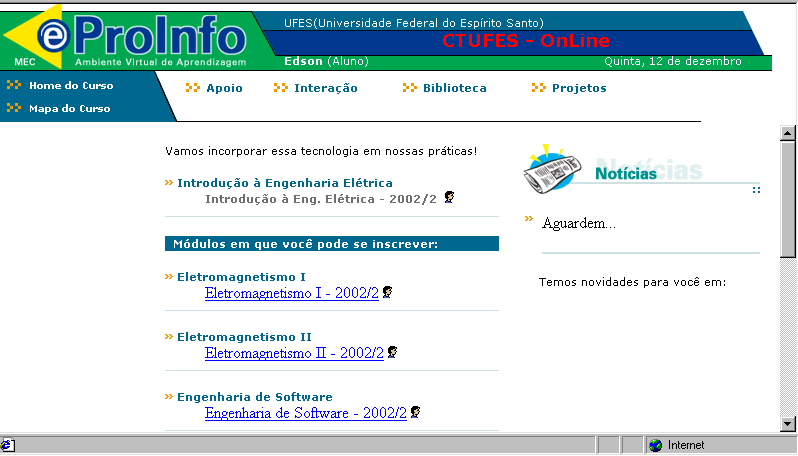 eProInfo
MEC Ambiente Virtual de Aprendizagem
UFES(Universidade Federal do Espírito Santo)
CTUFES - OnLine
Edson (Aluno) Quinta, 12 de dezembro
Home do Curso
Mapa do Curso
Apoio Interação Biblioteca Projetos
Vamos incorporar essa tecnologia em nossas práticas!
Introdução à Engenharia Elétrica
Introdução à Eng. Elétrica - 2002/2
Módulos em que você pode se inscrever:
Eletromagnetismo I
Eletromagnetismo I - 2002/2
Eletromagnetismo II
Eletromagnetismo II - 2002/2
Engenharia de Software
Engenharia de Software - 2002/2
Notícias
Notícias
Aguardem...
Temos novidades para você em:
Internet